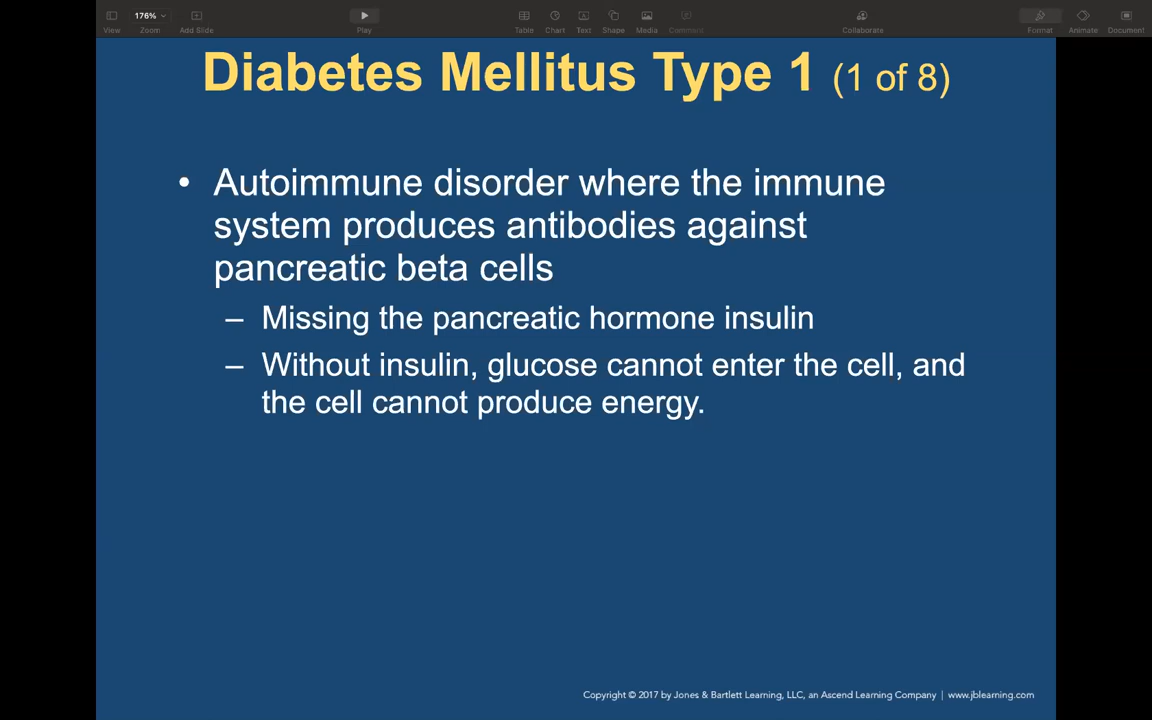 176%
View Zoom Add Slide Play Table Chart Text Shape Media Comment Collaborate Format Animate Document
Diabetes Mellitus Type 1 (1 of 8)
• Autoimmune disorder where the immune
system produces antibodies against
pancreatic beta cells
– Missing the pancreatic hormone insulin
– Without insulin, glucose cannot enter the cell, and
the cell cannot produce energy.
Copyright © 2017 by Jones & Bartlett Learning, LLC, an Ascend Learning Company | www.jblearning.com